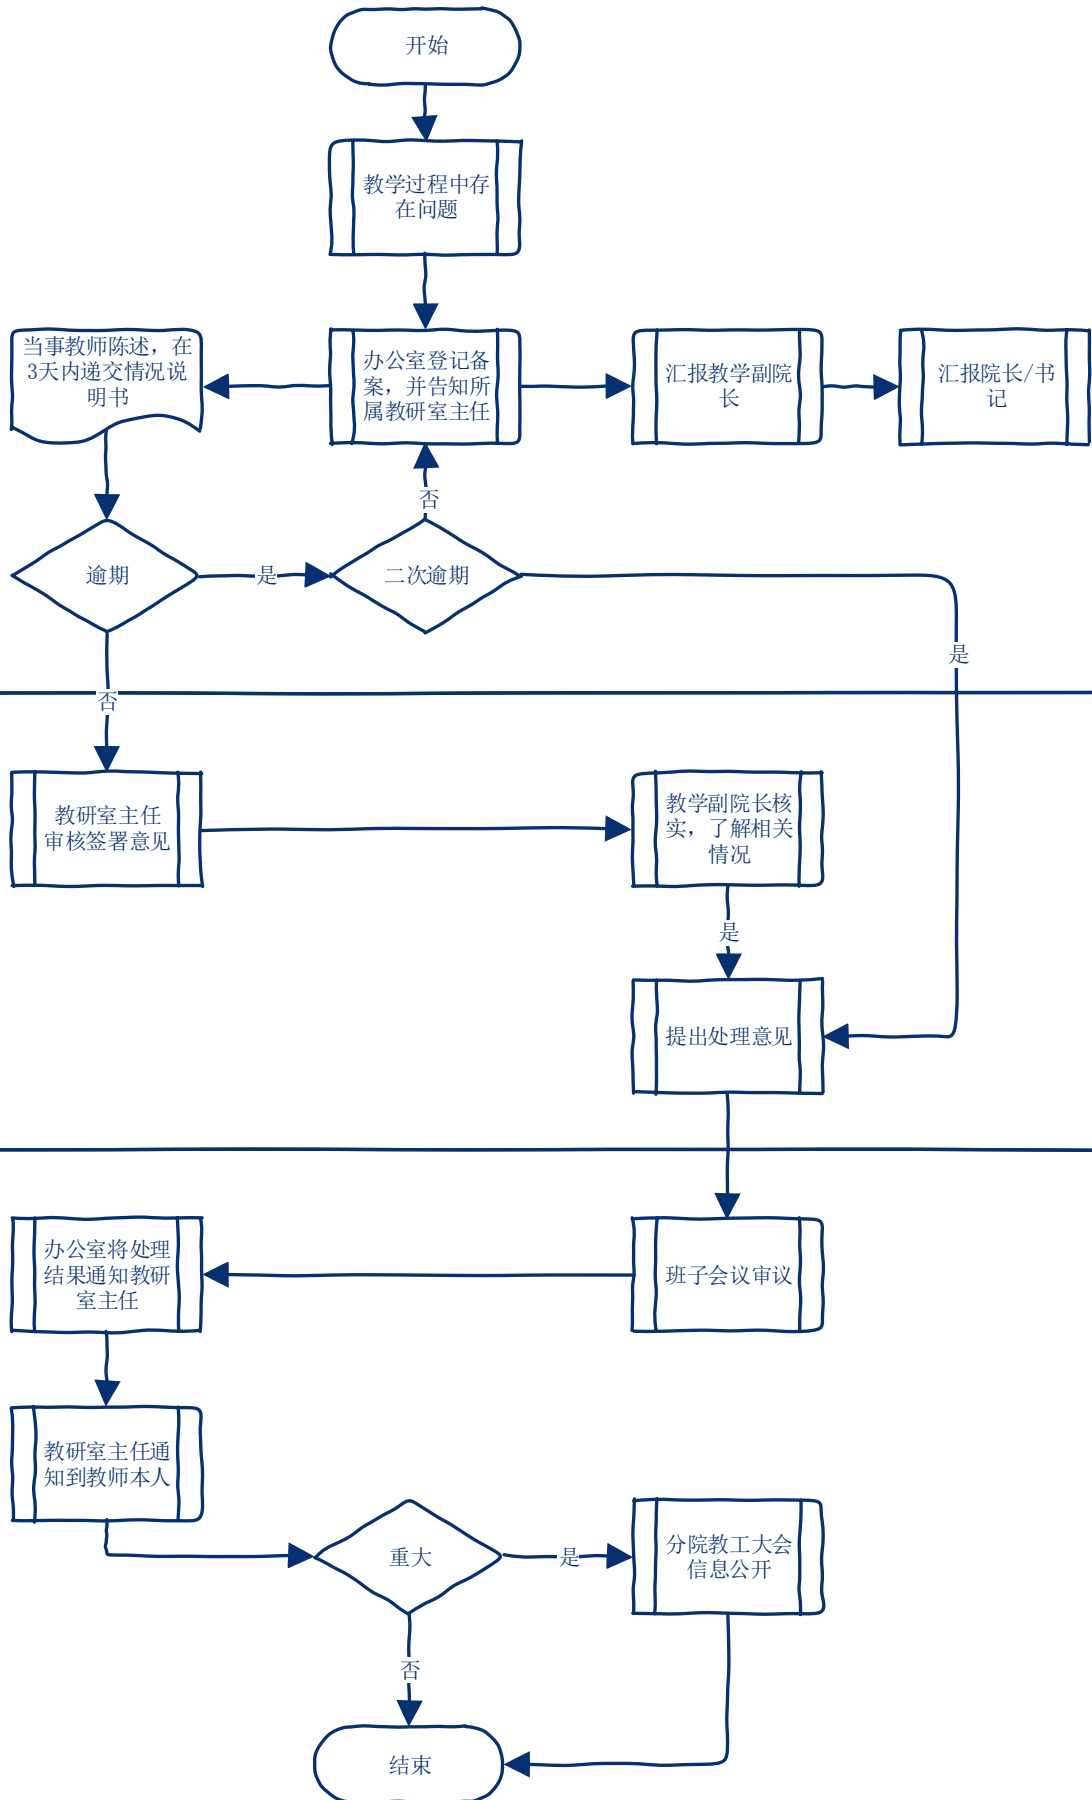 开始
教学过程中存
在问题
当事教师陈述，在
3天内递交情况说
明书
办公室登记备
案，并告知所
属教研室主任
汇报教学副院
长
汇报院长/书
记
否
逾期
是
二次逾期
是
否
教研室主任
审核签署意见
教学副院长核
实，了解相关
情况
是
提出处理意见
办公室将处理
结果通知教研
室主任
班子会议审议
教研室主任通
知到教师本人
重大
是
分院教工大会
信息公开
否
结束